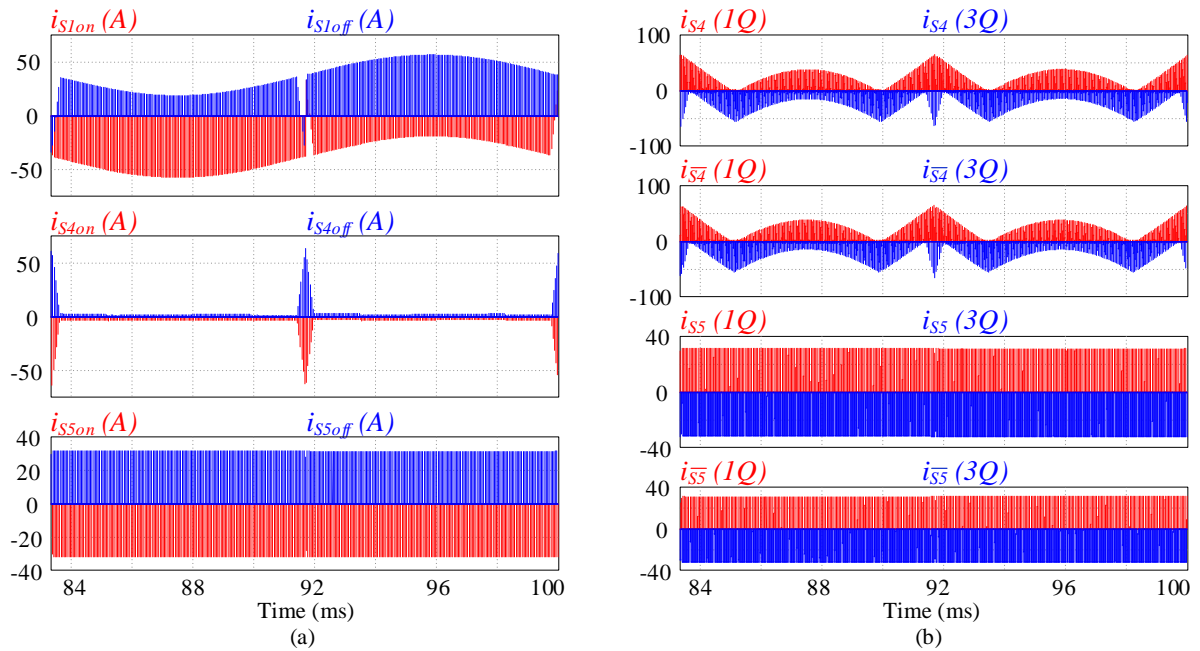 i_S1on (A) i_S1off (A)
50
0
-50
i_S4on (A) i_S4off (A)
50
0
-50
i_S5on (A) i_S5off (A)
40
20
0
-20
-40
84 88 92 96 100
Time (ms)
(a)
i_S4 (1Q) i_S4 (3Q)
100
0
-100
i_S̅4̅ (1Q) i_S̅4̅ (3Q)
100
0
-100
i_S5 (1Q) i_S5 (3Q)
40
0
-40
i_S̅5̅ (1Q) i_S̅5̅ (3Q)
40
0
-40
84 88 92 96 100
Time (ms)
(b)